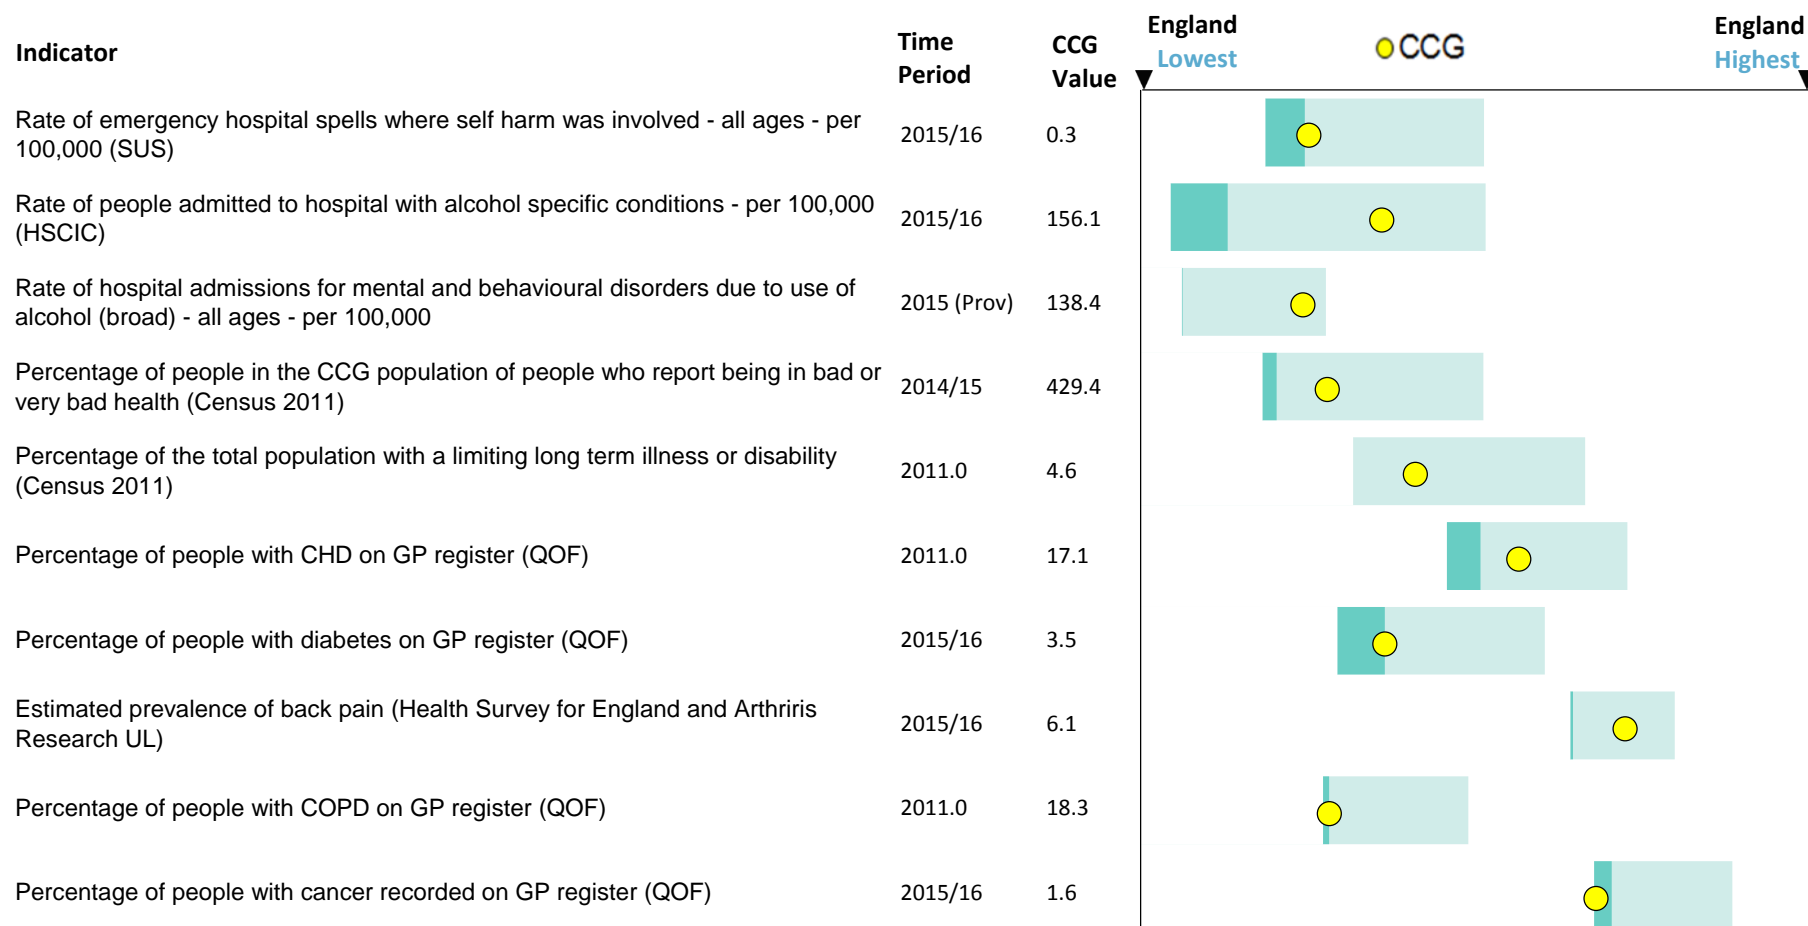 Indicator
Time
Period
CCG
Value
England
Lowest
CCG
England
Highest
Rate of emergency hospital spells where self harm was involved - all ages - per
100,000 (SUS)
2015/16
0.3
Rate of people admitted to hospital with alcohol specific conditions - per 100,000
(HSCIC)
2015/16
156.1
Rate of hospital admissions for mental and behavioural disorders due to use of
alcohol (broad) - all ages - per 100,000
2015 (Prov)
138.4
Percentage of people in the CCG population of people who report being in bad or
very bad health (Census 2011)
2014/15
429.4
Percentage of the total population with a limiting long term illness or disability
(Census 2011)
2011.0
4.6
Percentage of people with CHD on GP register (QOF)
2011.0
17.1
Percentage of people with diabetes on GP register (QOF)
2015/16
3.5
Estimated prevalence of back pain (Health Survey for England and Arthriris
Research UL)
2015/16
6.1
Percentage of people with COPD on GP register (QOF)
2011.0
18.3
Percentage of people with cancer recorded on GP register (QOF)
2015/16
1.6